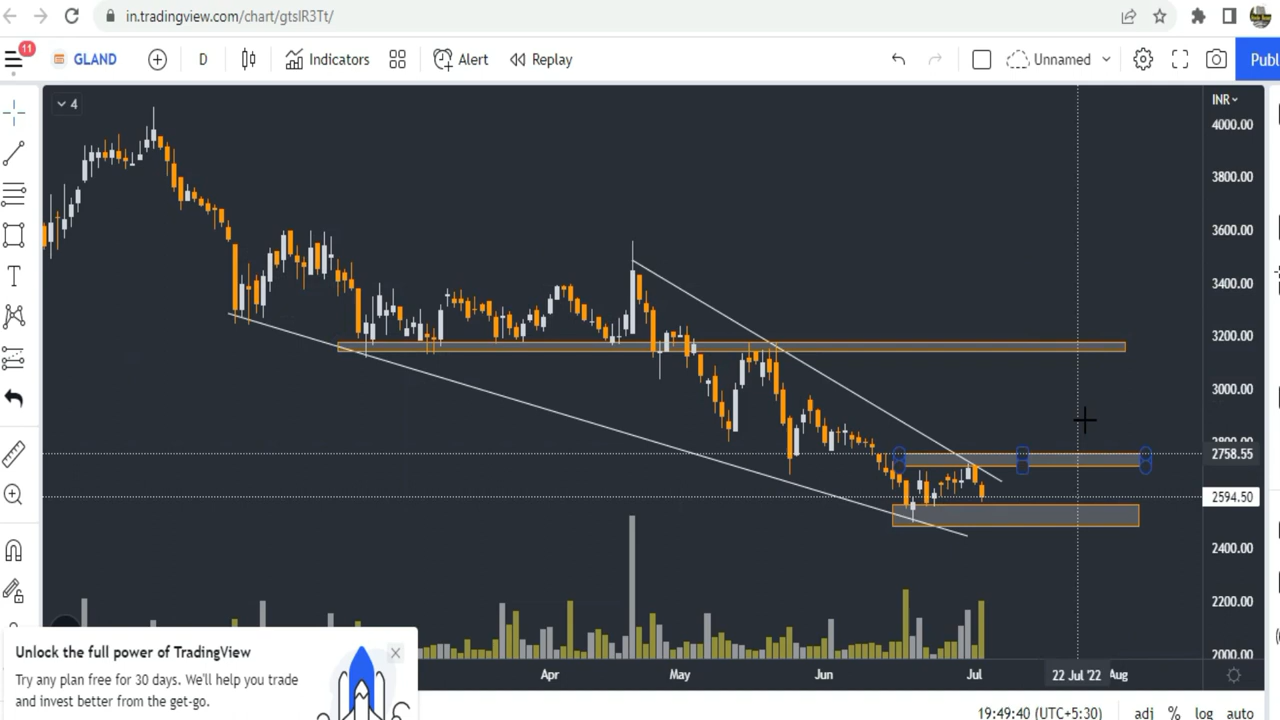 in.tradingview.com/chart/gtslR3Tt/
11
GLAND
D
Indicators
Alert
Replay
Unnamed
Publ
4
INR
4000.00
3800.00
3600.00
3400.00
3200.00
3000.00
2800.00
2758.55
2594.50
2400.00
2200.00
2000.00
Unlock the full power of TradingView
Try any plan free for 30 days. We'll help you trade
and invest better from the get-go.
Apr
May
Jun
Jul
22 Jul '22
Aug
19:49:40 (UTC+5:30)
adj
%
log
auto